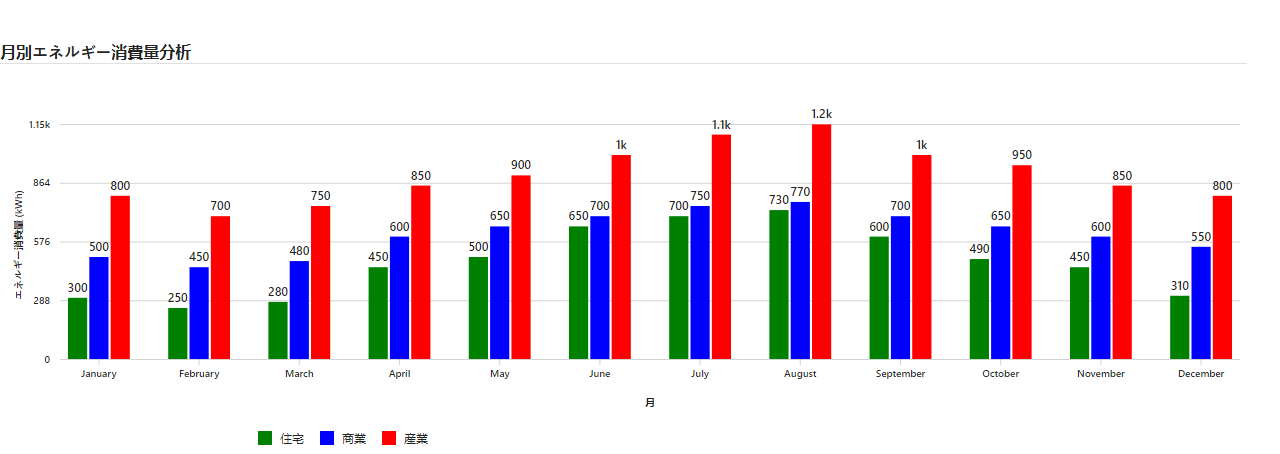 月別エネルギー消費量分析
エネルギー消費量 (kWh)
1.15k
864
576
288
0
300 500 800
250 450 700
280 480 750
450 600 850
500 650 900
650 700 1k
700 750 1.1k
730 770 1.2k
600 700 1k
490 650 950
450 600 850
310 550 800
January February March April May June July August September October November December
月
住宅 商業 産業